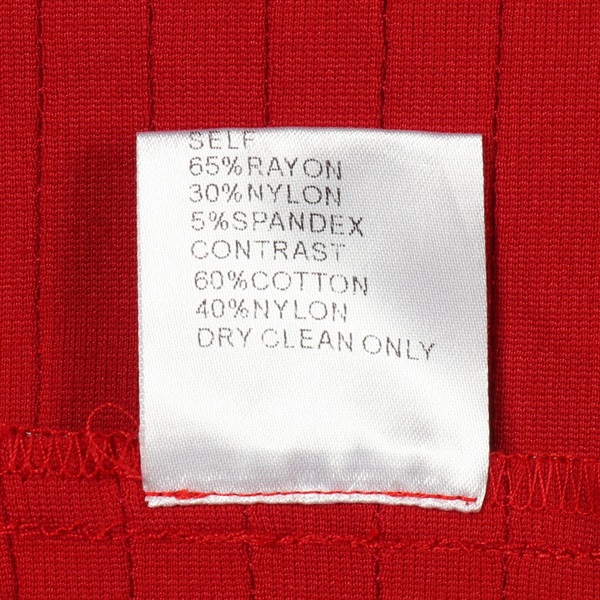 SELF
65%RAYON
30%NYLON
5%SPANDEX
CONTRAST
60%COTTON
40%NYLON
DRY CLEAN ONLY